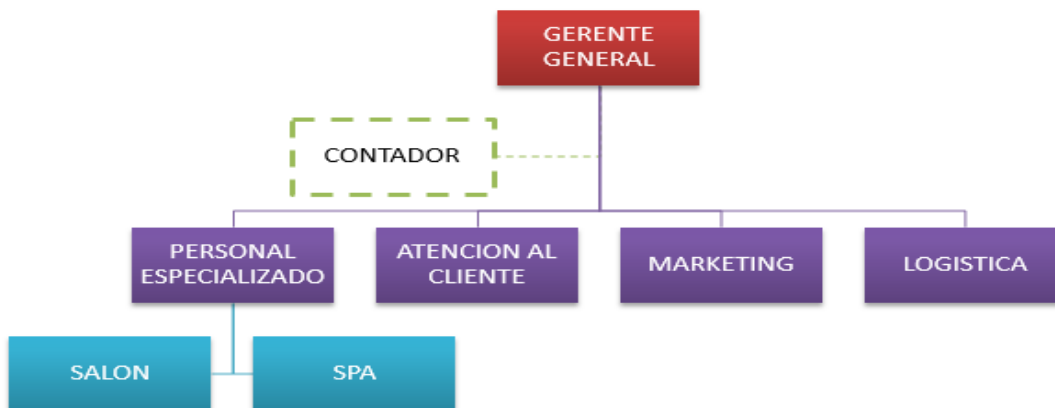 GERENTE
GENERAL
CONTADOR
PERSONAL
ESPECIALIZADO
ATENCION AL
CLIENTE
MARKETING
LOGISTICA
SALON
SPA